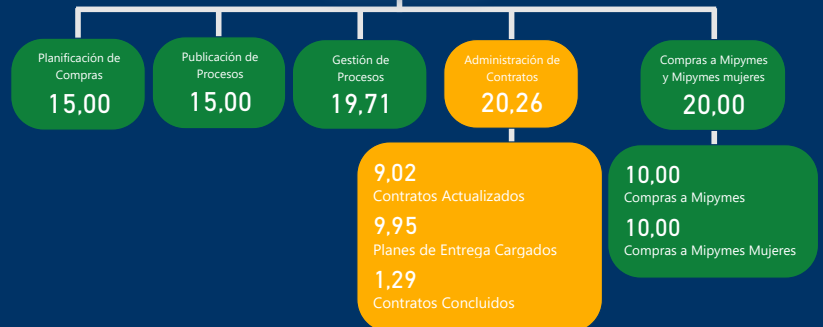 Planificación de
Compras
15,00
Publicación de
Procesos
15,00
Gestión de
Procesos
19,71
Administración de
Contratos
20,26
Compras a Mipymes
y Mipymes mujeres
20,00
9,02
Contratos Actualizados
9,95
Planes de Entrega Cargados
1,29
Contratos Concluidos
10,00
Compras a Mipymes
10,00
Compras a Mipymes Mujeres